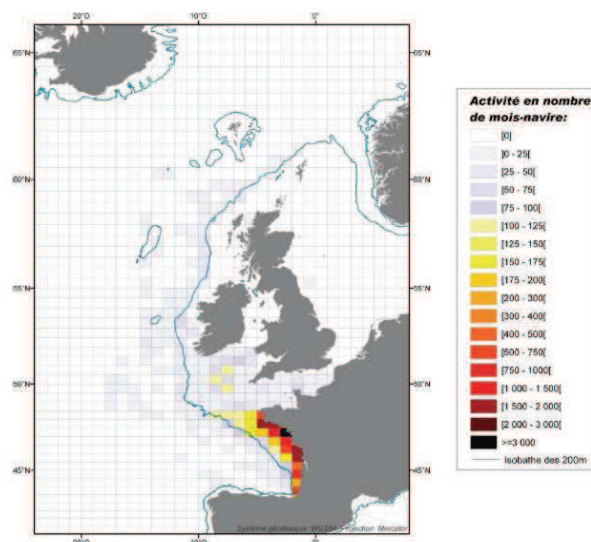 20°O 10°O 0°
65°N 65°N
60°N 60°N
55°N 55°N
50°N 50°N
45°N 45°N
Système géodésique: WGS84, Projection: Mercator
20°O 10°O 0°
Activité en nombre
de mois-navire:
[0]
]0 - 25[
[25 - 50[
[50 - 75[
[75 - 100[
[100 - 125[
[125 - 150[
[150 - 175[
[175 - 200[
[200 - 300[
[300 - 400[
[400 - 500[
[500 - 750[
[750 - 1000[
[1 000 - 1 500[
[1 500 - 2 000[
[2 000 - 3 000[
>=3 000
isobathe des 200m